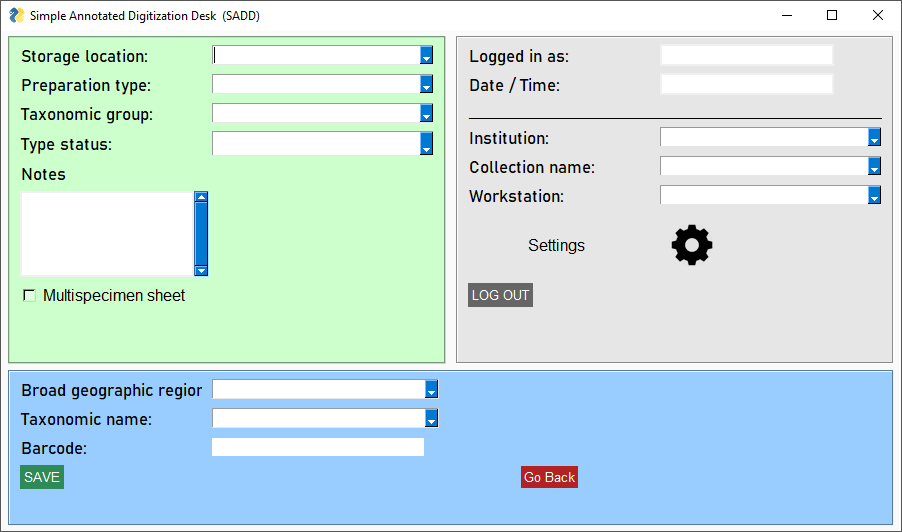 Simple Annotated Digitization Desk (SADD)
Storage location:
Preparation type:
Taxonomic group:
Type status:
Notes
Multispecimen sheet
Logged in as:
Date / Time:
Institution:
Collection name:
Workstation:
Settings
LOG OUT
Broad geographic region
Taxonomic name:
Barcode:
SAVE
Go Back